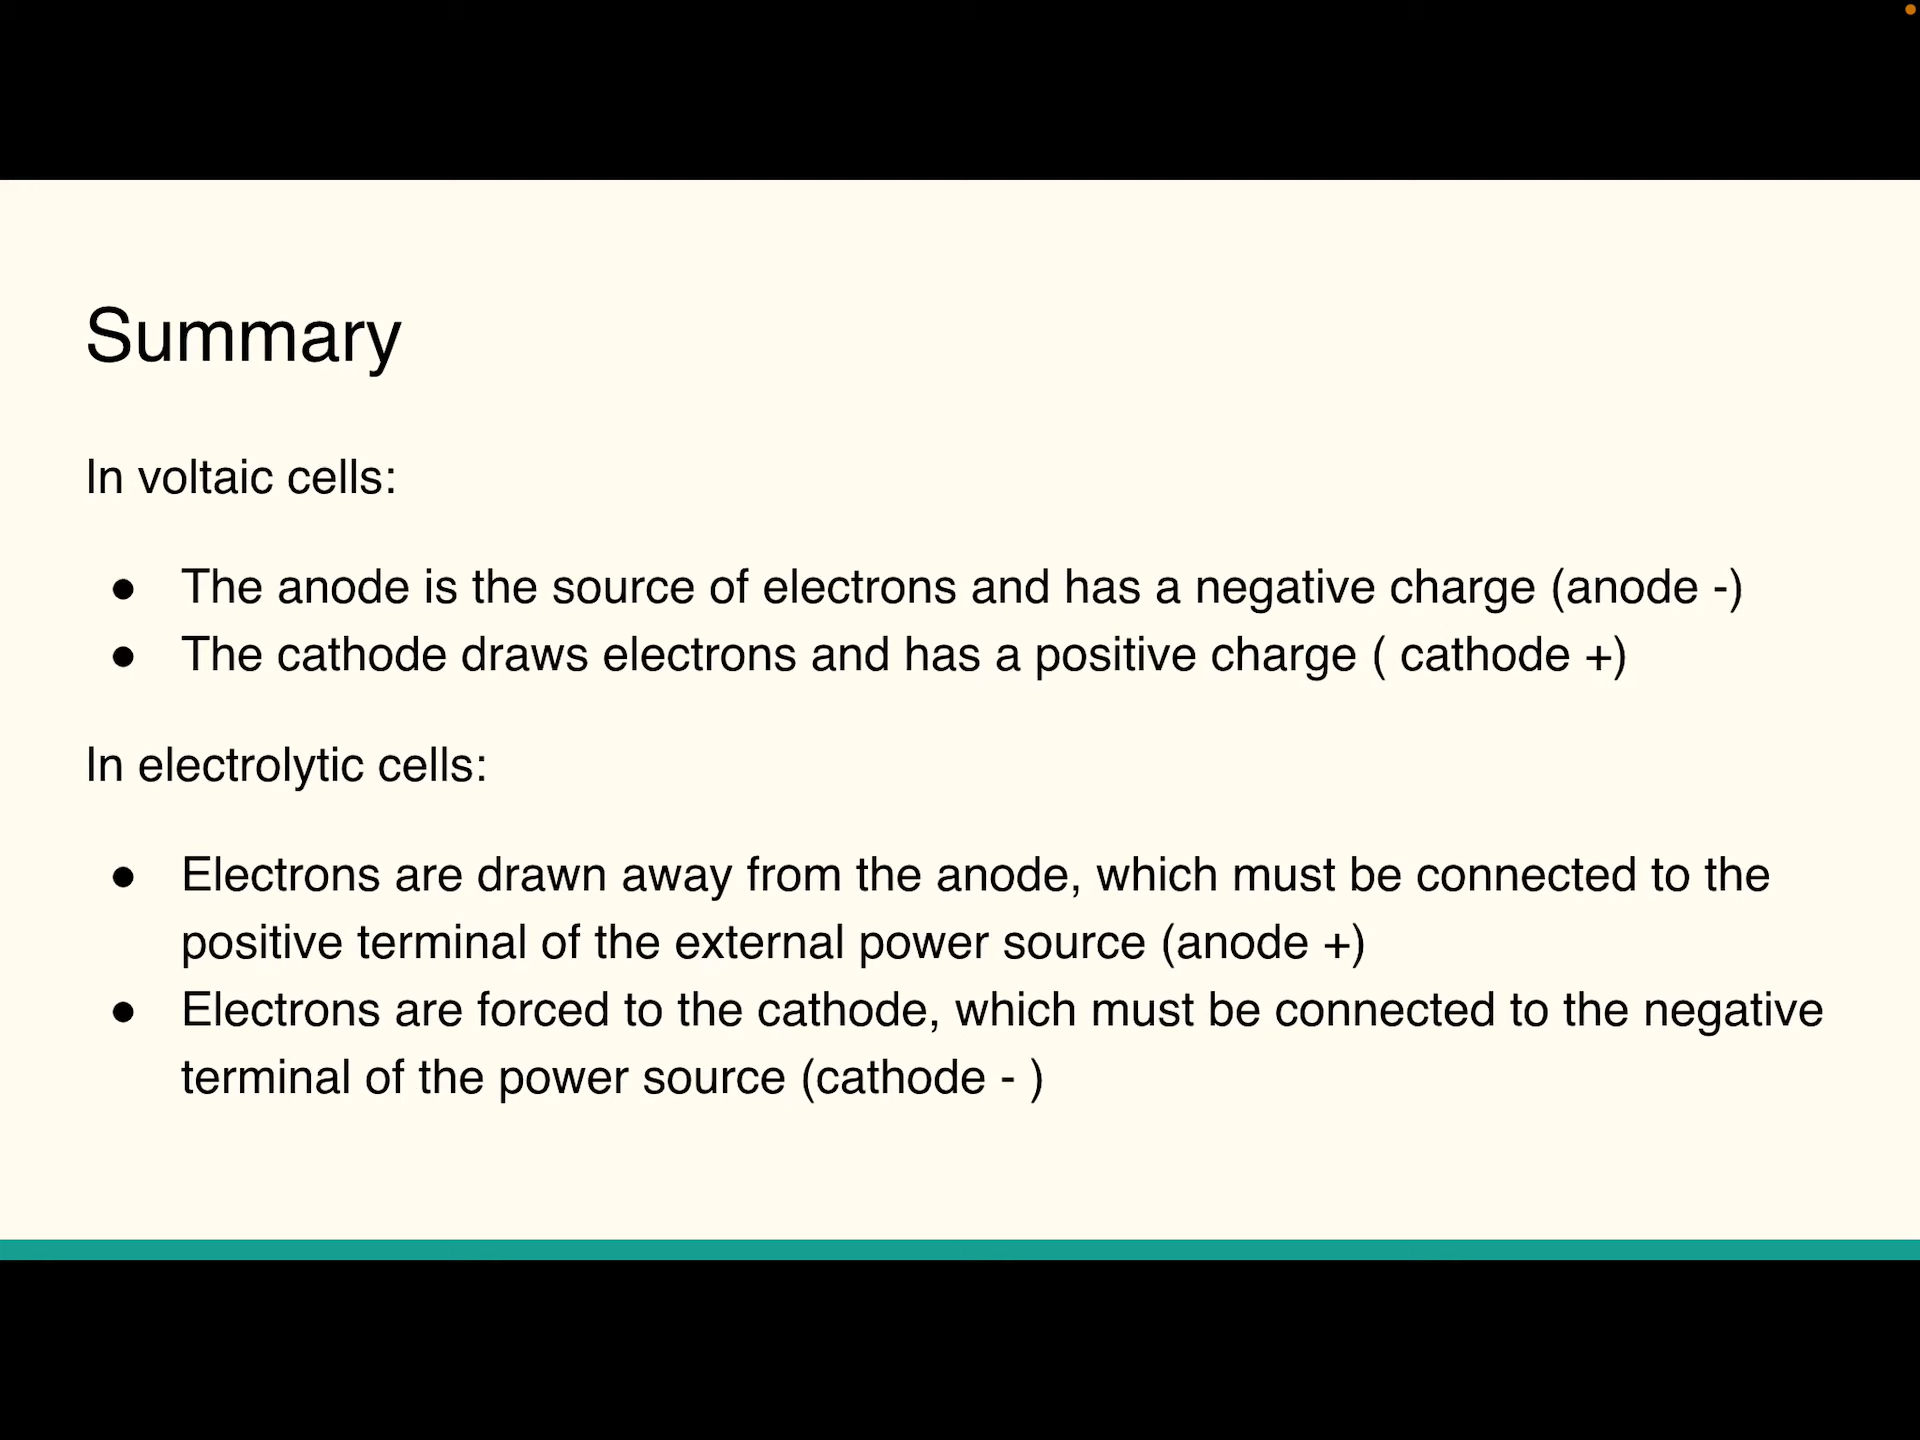 Summary
In voltaic cells:
● The anode is the source of electrons and has a negative charge (anode -)
● The cathode draws electrons and has a positive charge ( cathode +)
In electrolytic cells:
● Electrons are drawn away from the anode, which must be connected to the
positive terminal of the external power source (anode +)
● Electrons are forced to the cathode, which must be connected to the negative
terminal of the power source (cathode - )